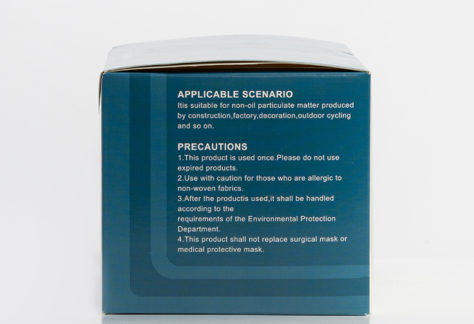 APPLICABLE SCENARIO
Itis suitable for non-oil particulate matter produced
by construction,factory,decoration,outdoor cycling
and so on.
PRECAUTIONS
1.This product is used once.Please do not use
expired products.
2.Use with caution for those who are allergic to
non-woven fabrics.
3.After the productis used,it shall be handled
according to the
requirements of the Environmental Protection
Department.
4.This product shall not replace surgical mask or
medical protective mask.